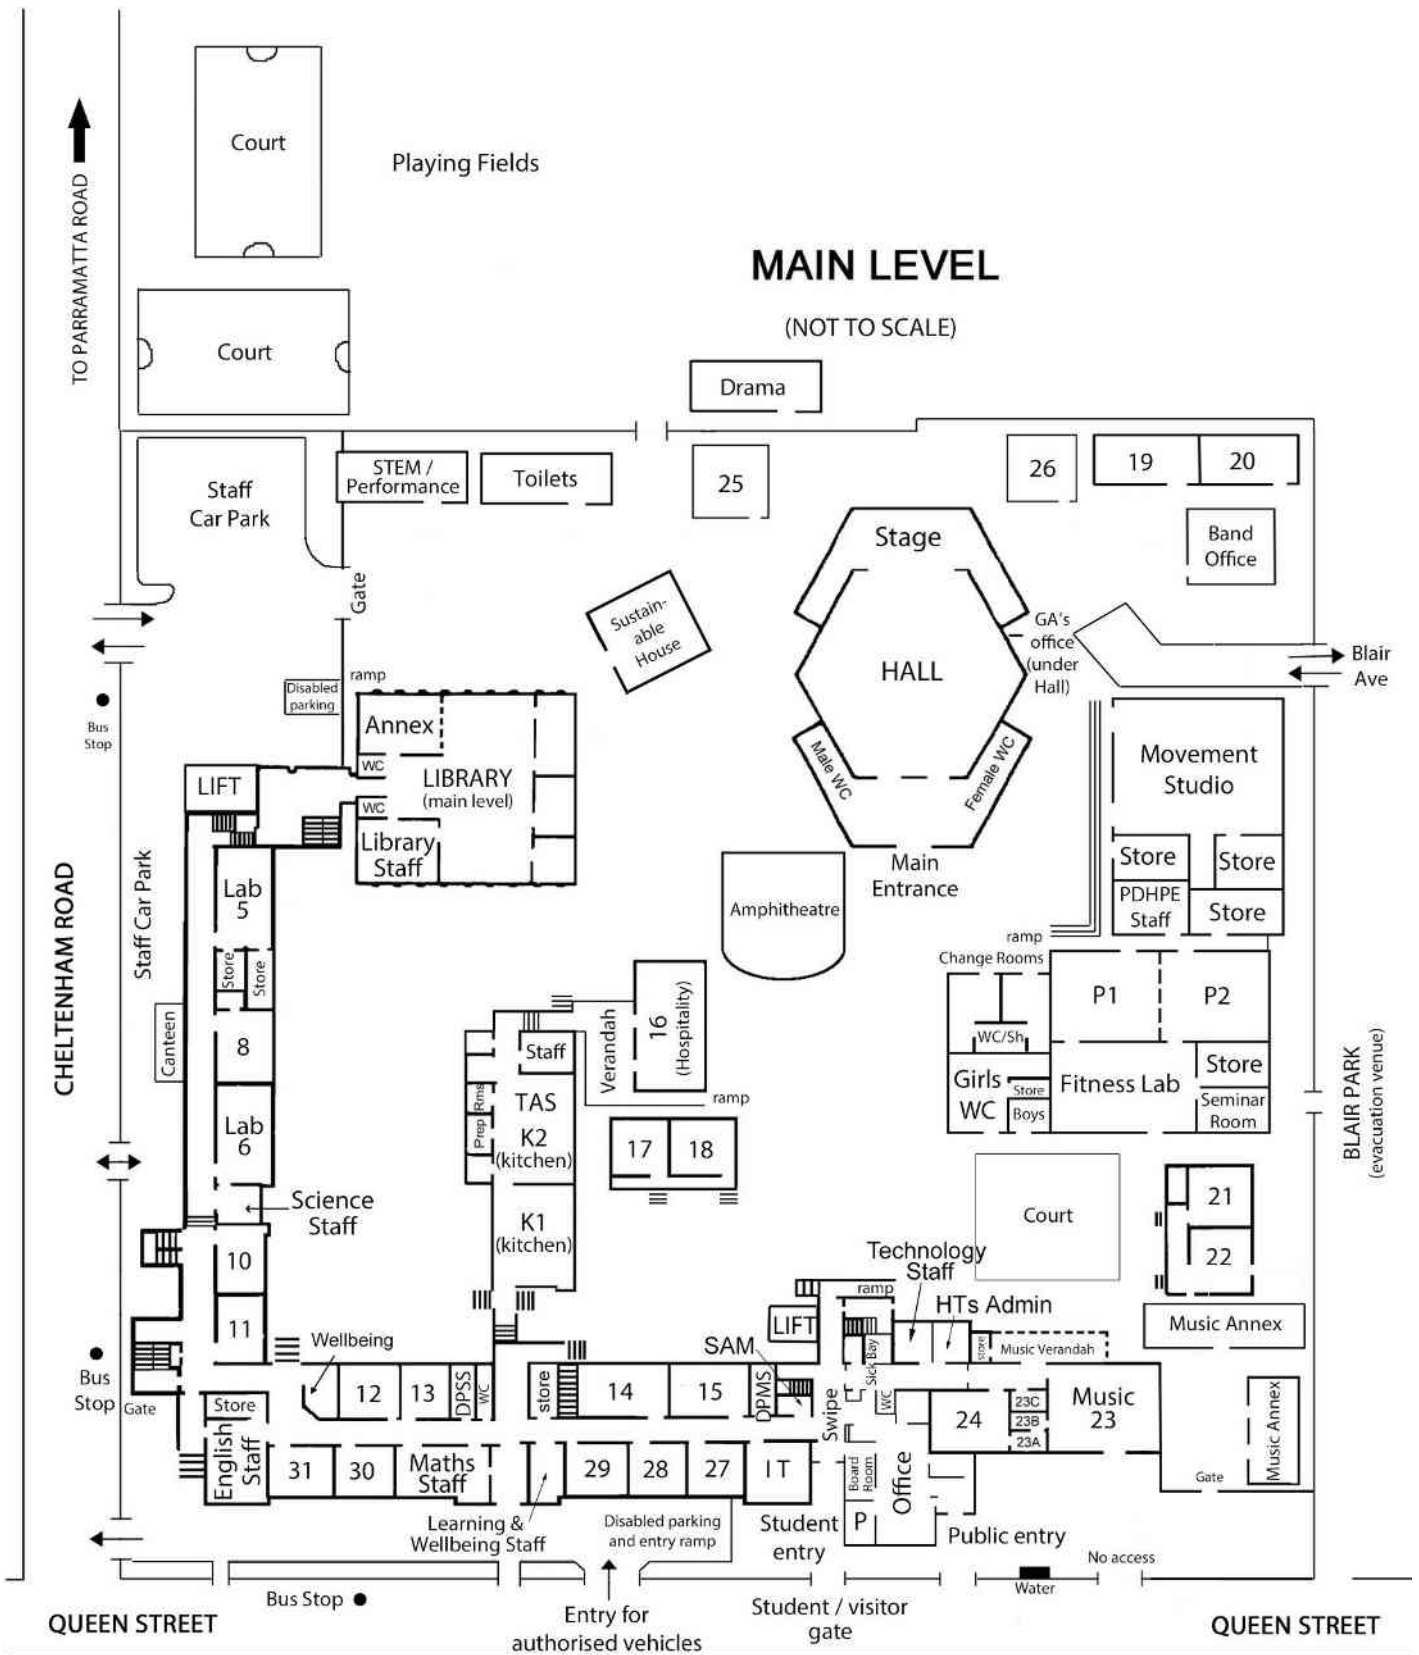 Court
Playing Fields
TO PARRAMATTA ROAD
MAIN LEVEL
(NOT TO SCALE)
Court
Drama
STEM /
Performance
Toilets
25
26
19
20
Staff
Car Park
Stage
Band
Office
Gate
Sustain-
able
House
GA's
office
(under
Hall)
HALL
Blair
Ave
ramp
Disabled
parking
Bus
Stop
Annex
WC
LIBRARY
(main level)
WC
Library
Staff
LIFT
Male WC
Female WC
Main
Entrance
Movement
Studio
Store
Store
PDHPE
Staff
Store
CHELTENHAM ROAD
Staff Car Park
Lab
5
Store
Store
Amphitheatre
ramp
Change Rooms
P1
P2
WC/Sh
Canteen
8
Verandah
16
(Hospitality)
Staff
ramp
Girls
WC
Store
Boys
Fitness Lab
Store
Seminar
Room
BLAIR PARK
(evacuation venue)
Lab
6
Rms
Prep
TAS
K2
(kitchen)
17
18
K1
(kitchen)
Science
Staff
Court
21
22
10
11
Technology
Staff
ramp
HTs Admin
Music Annex
LIFT
SAM
Sick Bay
store
Music Verandah
Bus
Stop
Gate
Wellbeing
12
13
DPSS
WC
store
14
15
DPMS
Swipe
WC
24
23C
23B
23A
Music
23
Music Annex
Store
English
Staff
31
30
Maths
Staff
29
28
27
IT
Board
Room
Office
P
Gate
Learning &
Wellbeing Staff
Disabled parking
and entry ramp
Student
entry
Public entry
No access
Water
Bus Stop
Entry for
authorised vehicles
Student / visitor
gate
QUEEN STREET
QUEEN STREET